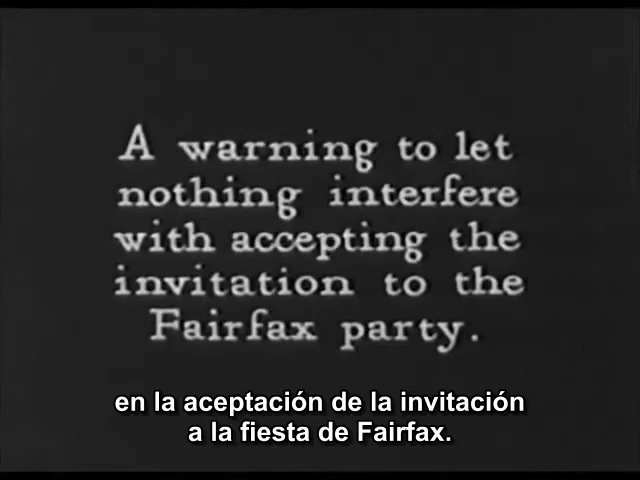 A warning to let
nothing interfere
with accepting the
invitation to the
Fairfax party.
en la aceptación de la invitación
a la fiesta de Fairfax.